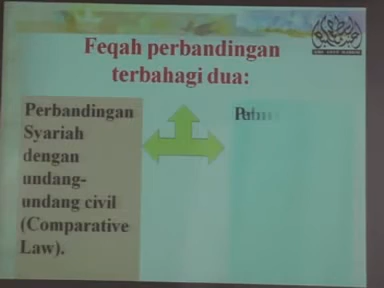 Feqah perbandingan
terbahagi dua:
Perbandingan
Syariah
dengan
undang-
undang civil
(Comparative
Law).